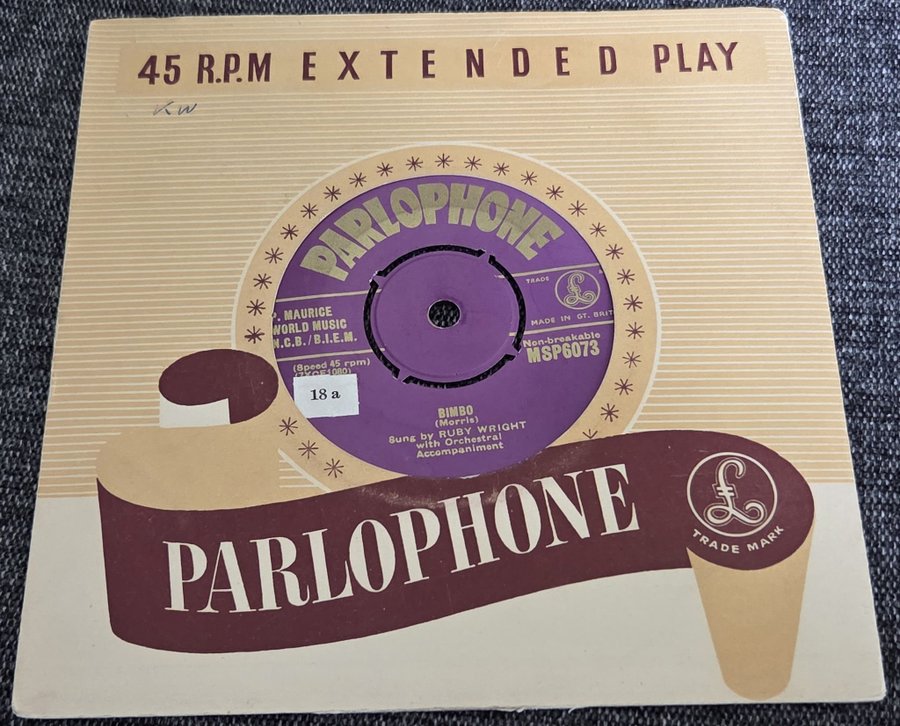 45 R.P.M EXTENDED PLAY
KW
PARLOPHONE
TRADE
£
MADE IN GT. BRIT
. MAURICE
WORLD MUSIC
N.C.B./B.I.E.M.
Non-breakable
MSP6073
(Speed 45 rpm)
(7XCE1080)
18 a
BIMBO
(Morris)
Sung by RUBY WRIGHT
with Orchestral
Accompaniment
PARLOPHONE
£
TRADE MARK